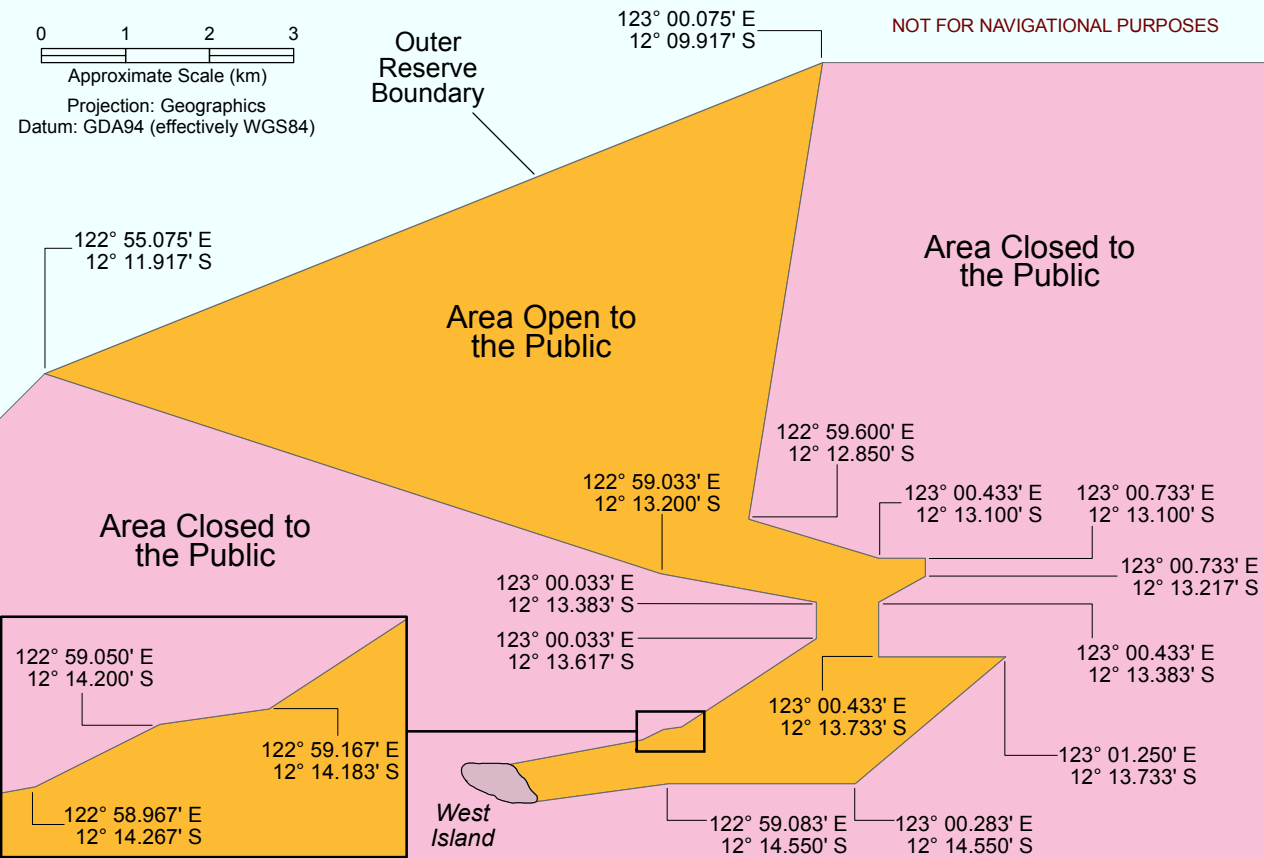 0 1 2 3
Approximate Scale (km)
Projection: Geographics
Datum: GDA94 (effectively WGS84)
Outer
Reserve
Boundary
123° 00.075' E
12° 09.917' S
NOT FOR NAVIGATIONAL PURPOSES
122° 55.075' E
12° 11.917' S
Area Open to
the Public
Area Closed to
the Public
122° 59.600' E
12° 12.850' S
122° 59.033' E
12° 13.200' S
123° 00.433' E
12° 13.100' S
123° 00.733' E
12° 13.100' S
Area Closed to
the Public
123° 00.733' E
12° 13.217' S
123° 00.033' E
12° 13.383' S
123° 00.033' E
12° 13.617' S
123° 00.433' E
12° 13.383' S
122° 59.050' E
12° 14.200' S
123° 00.433' E
12° 13.733' S
122° 59.167' E
12° 14.183' S
123° 01.250' E
12° 13.733' S
122° 58.967' E
12° 14.267' S
West
Island
122° 59.083' E
12° 14.550' S
123° 00.283' E
12° 14.550' S